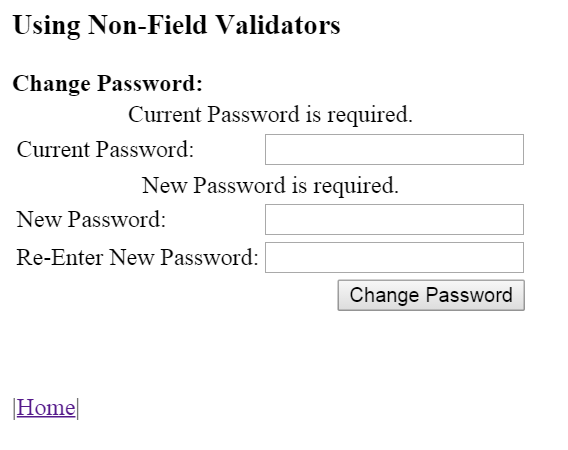 Using Non-Field Validators
Change Password:
Current Password is required.
Current Password:
New Password is required.
New Password:
Re-Enter New Password:
Change Password
|Home|